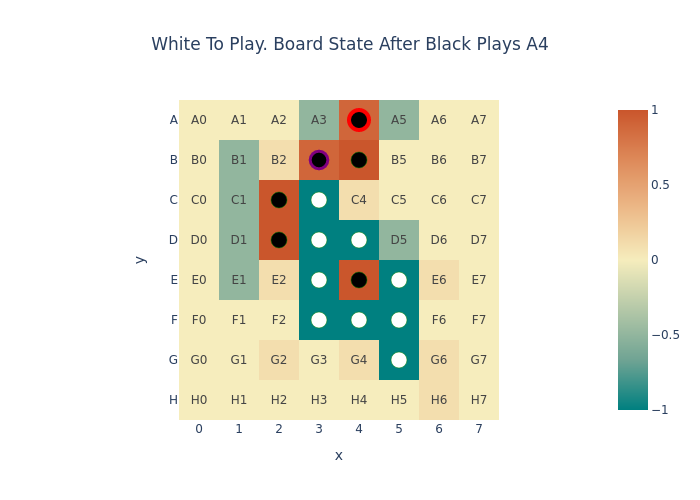 White To Play. Board State After Black Plays A4
A A0 A1 A2 A3 A5 A6 A7
B B0 B1 B2 B5 B6 B7
C C0 C1 C4 C5 C6 C7
D D0 D1 D5 D6 D7
E E0 E1 E2 E6 E7
F F0 F1 F2 F6 F7
G G0 G1 G2 G3 G4 G6 G7
H H0 H1 H2 H3 H4 H5 H6 H7
0 1 2 3 4 5 6 7
x
y
1
0.5
0
−0.5
−1